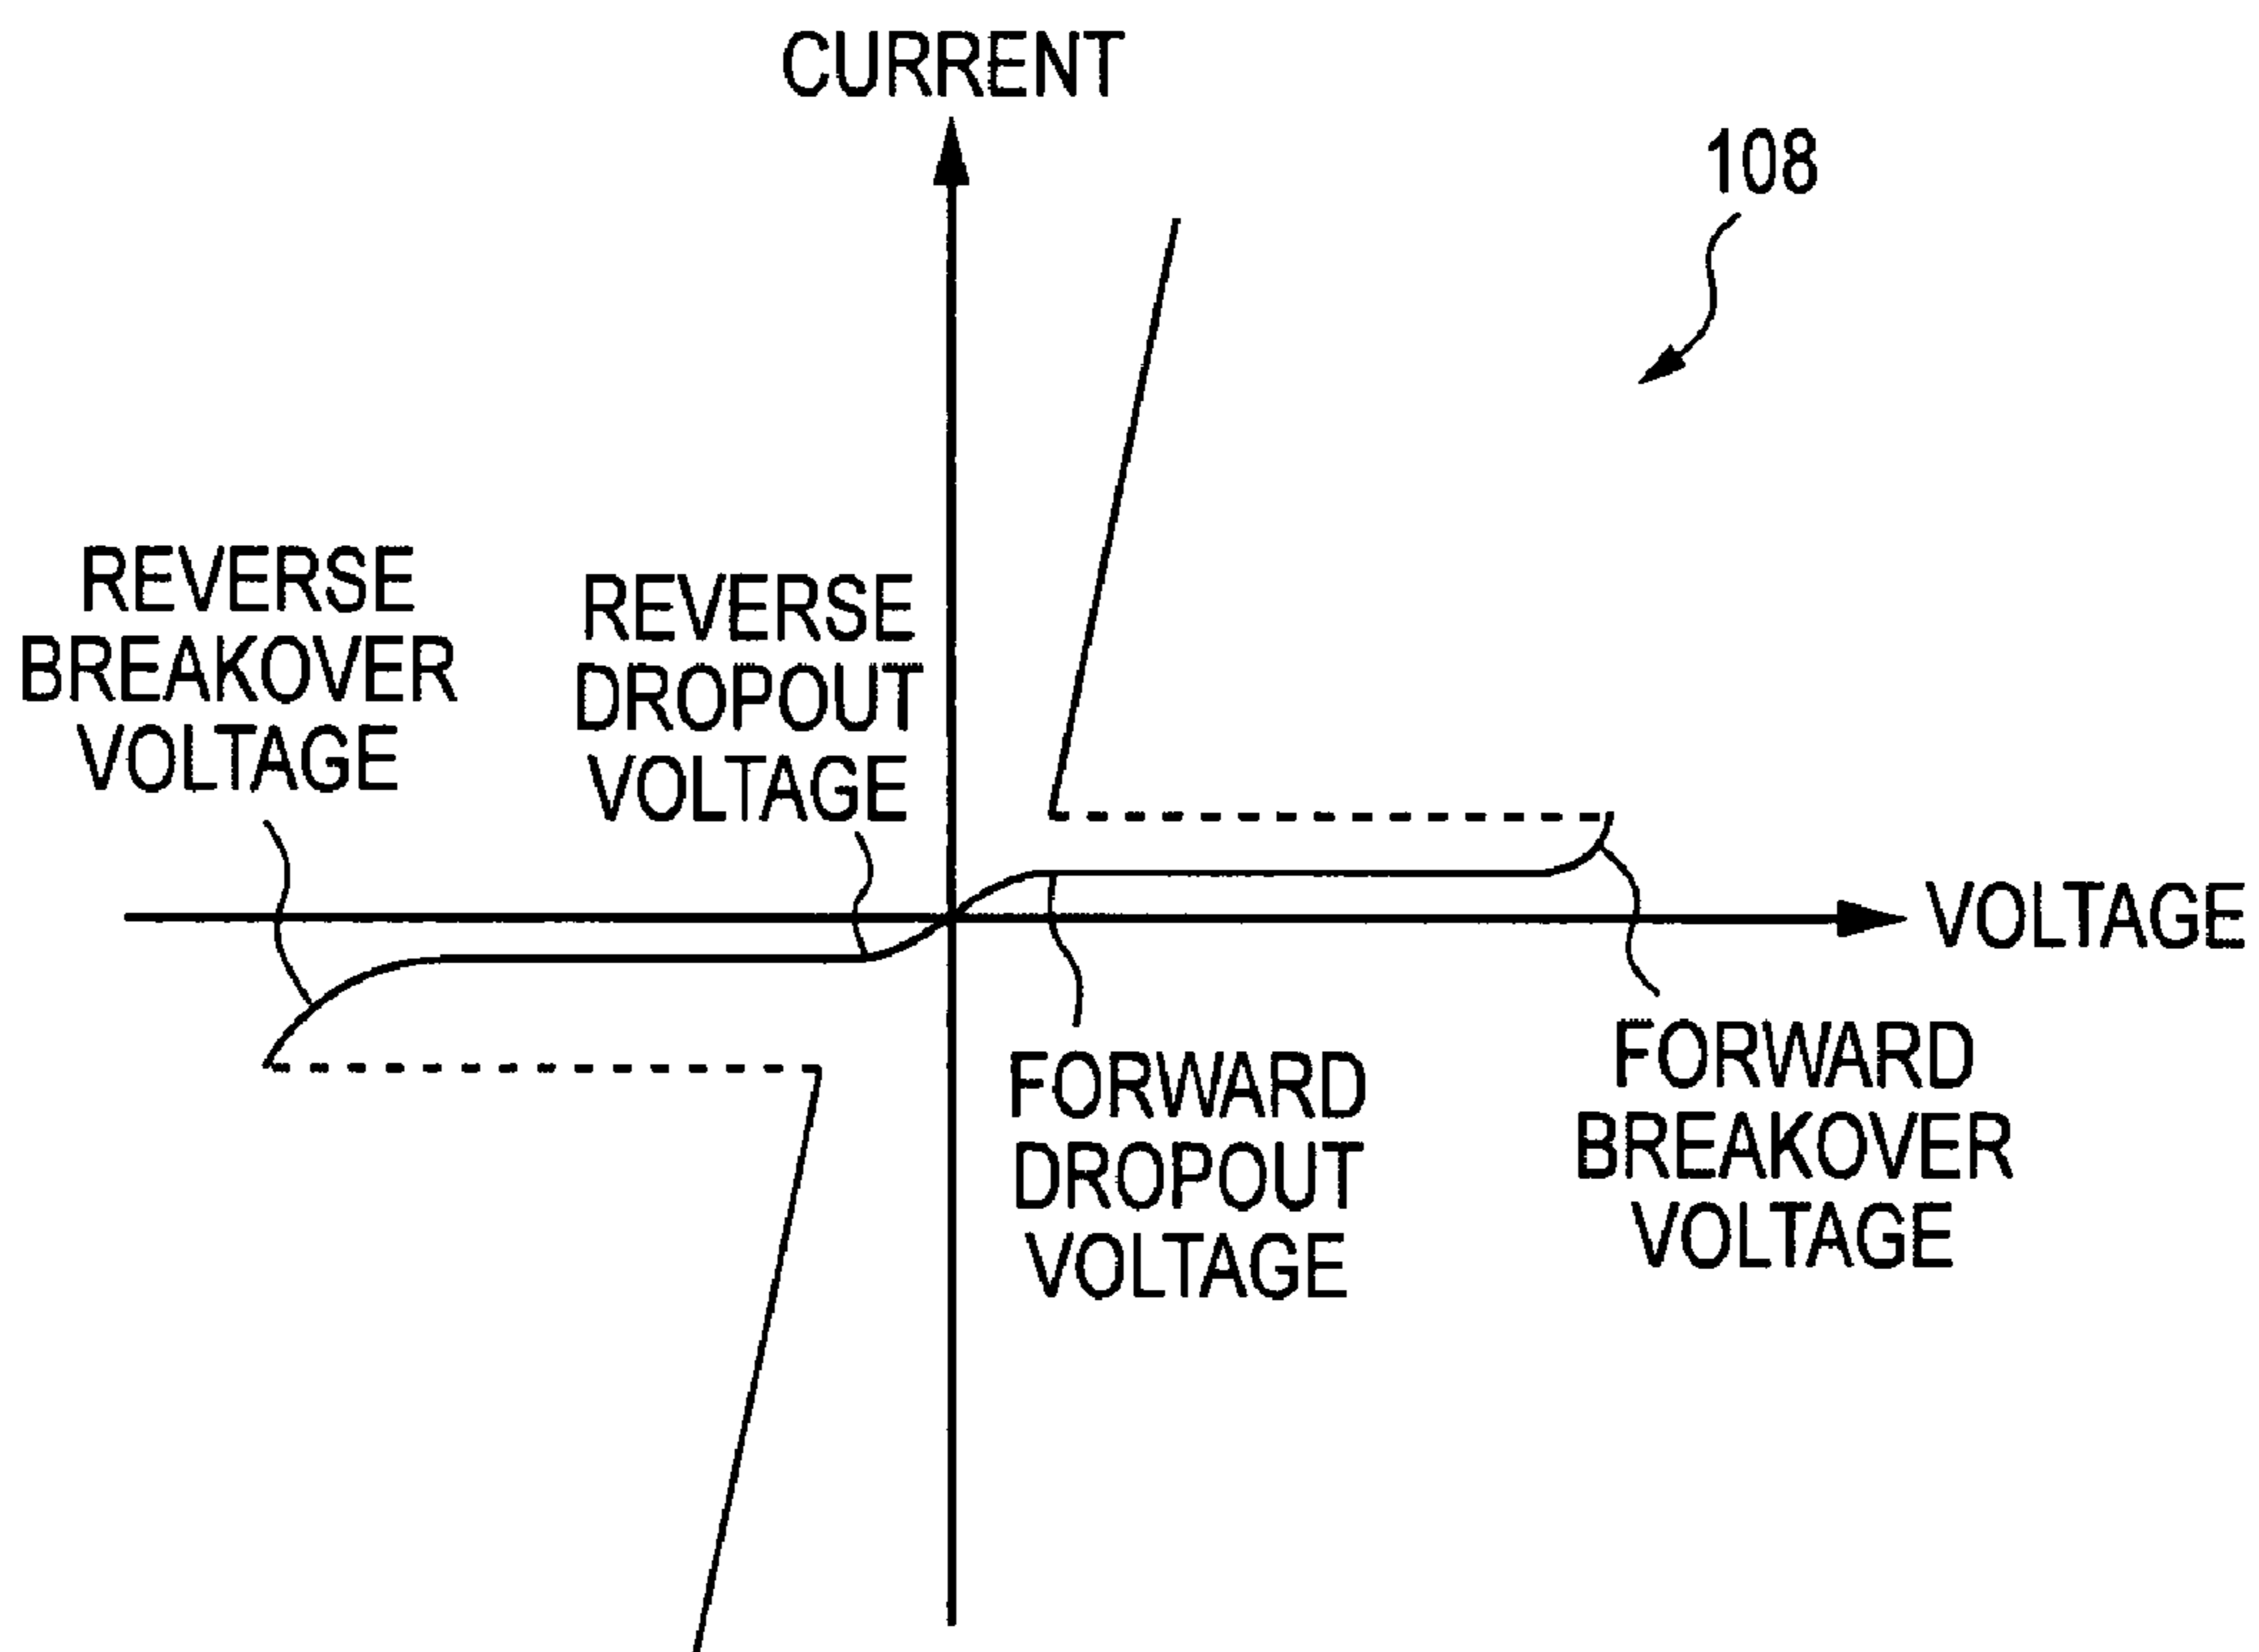 CURRENT
108
REVERSE
BREAKOVER
VOLTAGE
REVERSE
DROPOUT
VOLTAGE
VOLTAGE
FORWARD
DROPOUT
VOLTAGE
FORWARD
BREAKOVER
VOLTAGE